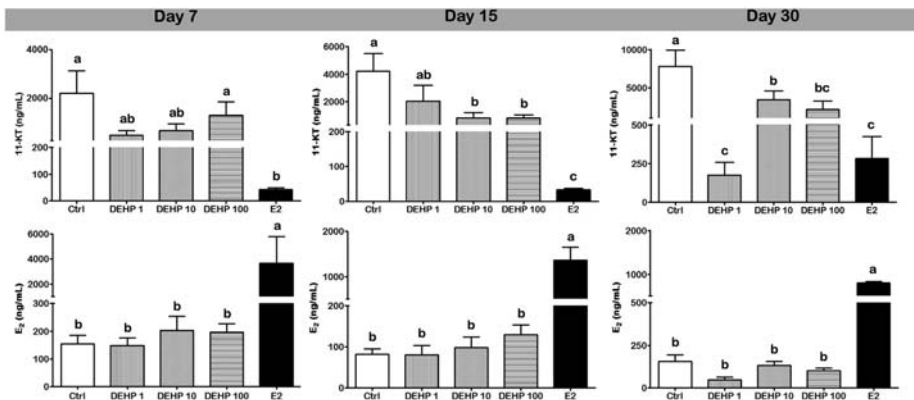 Day 7 Day 15 Day 30
11-KT (ng/mL)
4000
2000
200
100
0
a
ab
ab
a
b
Ctrl DEHP 1 DEHP 10 DEHP 100 E2
11-KT (ng/mL)
6000
4000
2000
200
100
0
a
ab
b
b
c
Ctrl DEHP 1 DEHP 10 DEHP 100 E2
11-KT (ng/mL)
10000
5000
500
250
0
a
c
b
bc
c
Ctrl DEHP 1 DEHP 10 DEHP 100 E2
E₂ (ng/mL)
6000
4000
2000
300
200
100
0
b
b
b
b
a
Ctrl DEHP 1 DEHP 10 DEHP 100 E2
E₂ (ng/mL)
2000
1000
200
100
0
b
b
b
b
a
Ctrl DEHP 1 DEHP 10 DEHP 100 E2
E₂ (ng/mL)
2000
1000
500
250
0
b
b
b
b
a
Ctrl DEHP 1 DEHP 10 DEHP 100 E2